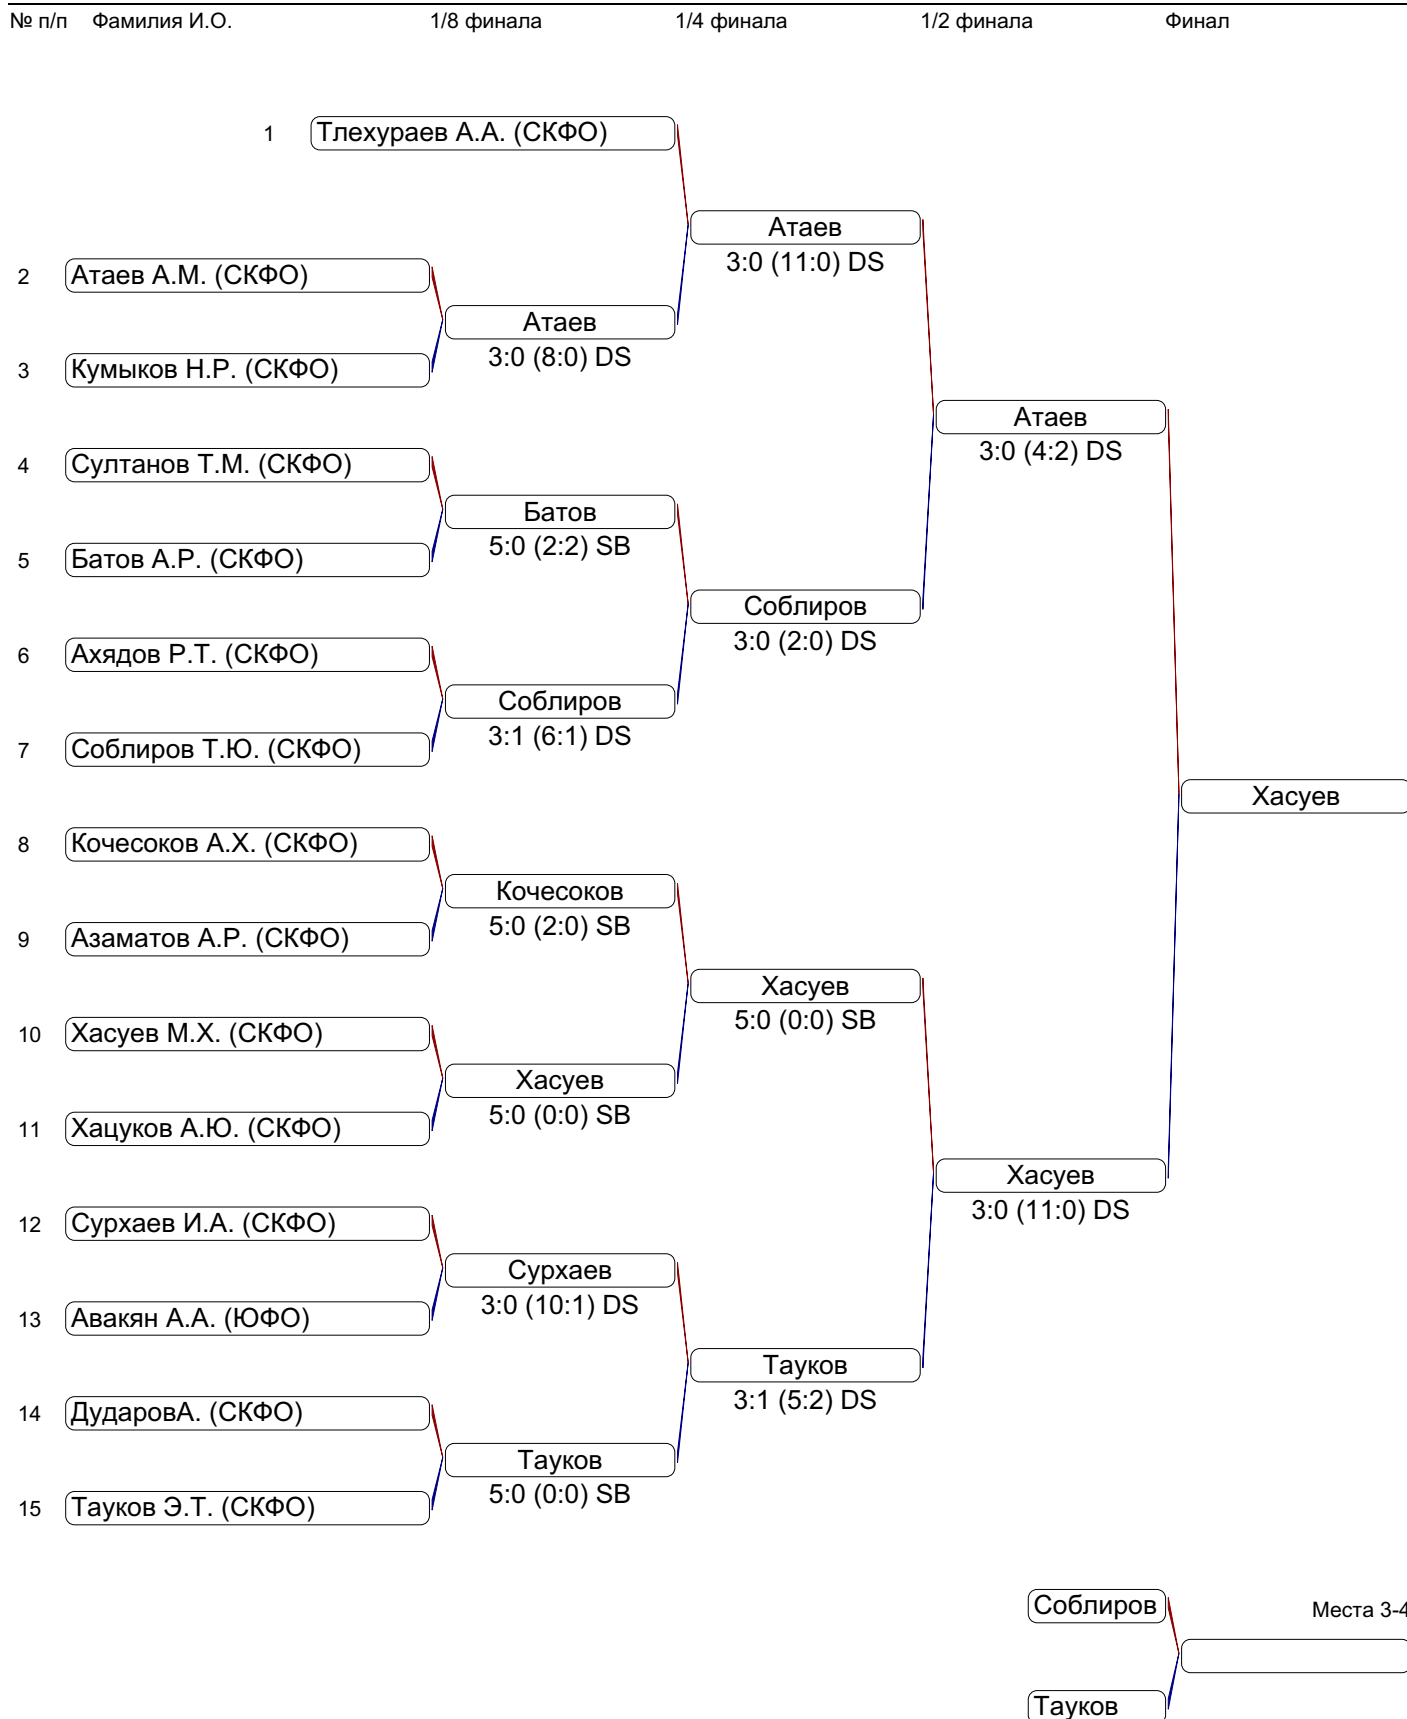 № п/п Фамилия И.О. 1/8 финала 1/4 финала 1/2 финала Финал
1 Тлехураев А.А. (СКФО)
Атаев
3:0 (11:0) DS
2 Атаев А.М. (СКФО)
Атаев
3:0 (8:0) DS
3 Кумыков Н.Р. (СКФО)
Атаев
3:0 (4:2) DS
4 Султанов Т.М. (СКФО)
Батов
5:0 (2:2) SB
5 Батов А.Р. (СКФО)
Соблиров
3:0 (2:0) DS
6 Ахядов Р.Т. (СКФО)
Соблиров
3:1 (6:1) DS
7 Соблиров Т.Ю. (СКФО)
Хасуев
8 Кочесоков А.Х. (СКФО)
Кочесоков
5:0 (2:0) SB
9 Азаматов А.Р. (СКФО)
Хасуев
5:0 (0:0) SB
10 Хасуев М.Х. (СКФО)
Хасуев
5:0 (0:0) SB
11 Хацуков А.Ю. (СКФО)
Хасуев
3:0 (11:0) DS
12 Сурхаев И.А. (СКФО)
Сурхаев
3:0 (10:1) DS
13 Авакян А.А. (ЮФО)
Тауков
3:1 (5:2) DS
14 ДударовА. (СКФО)
Тауков
5:0 (0:0) SB
15 Тауков Э.Т. (СКФО)
Соблиров Места 3-4
Тауков